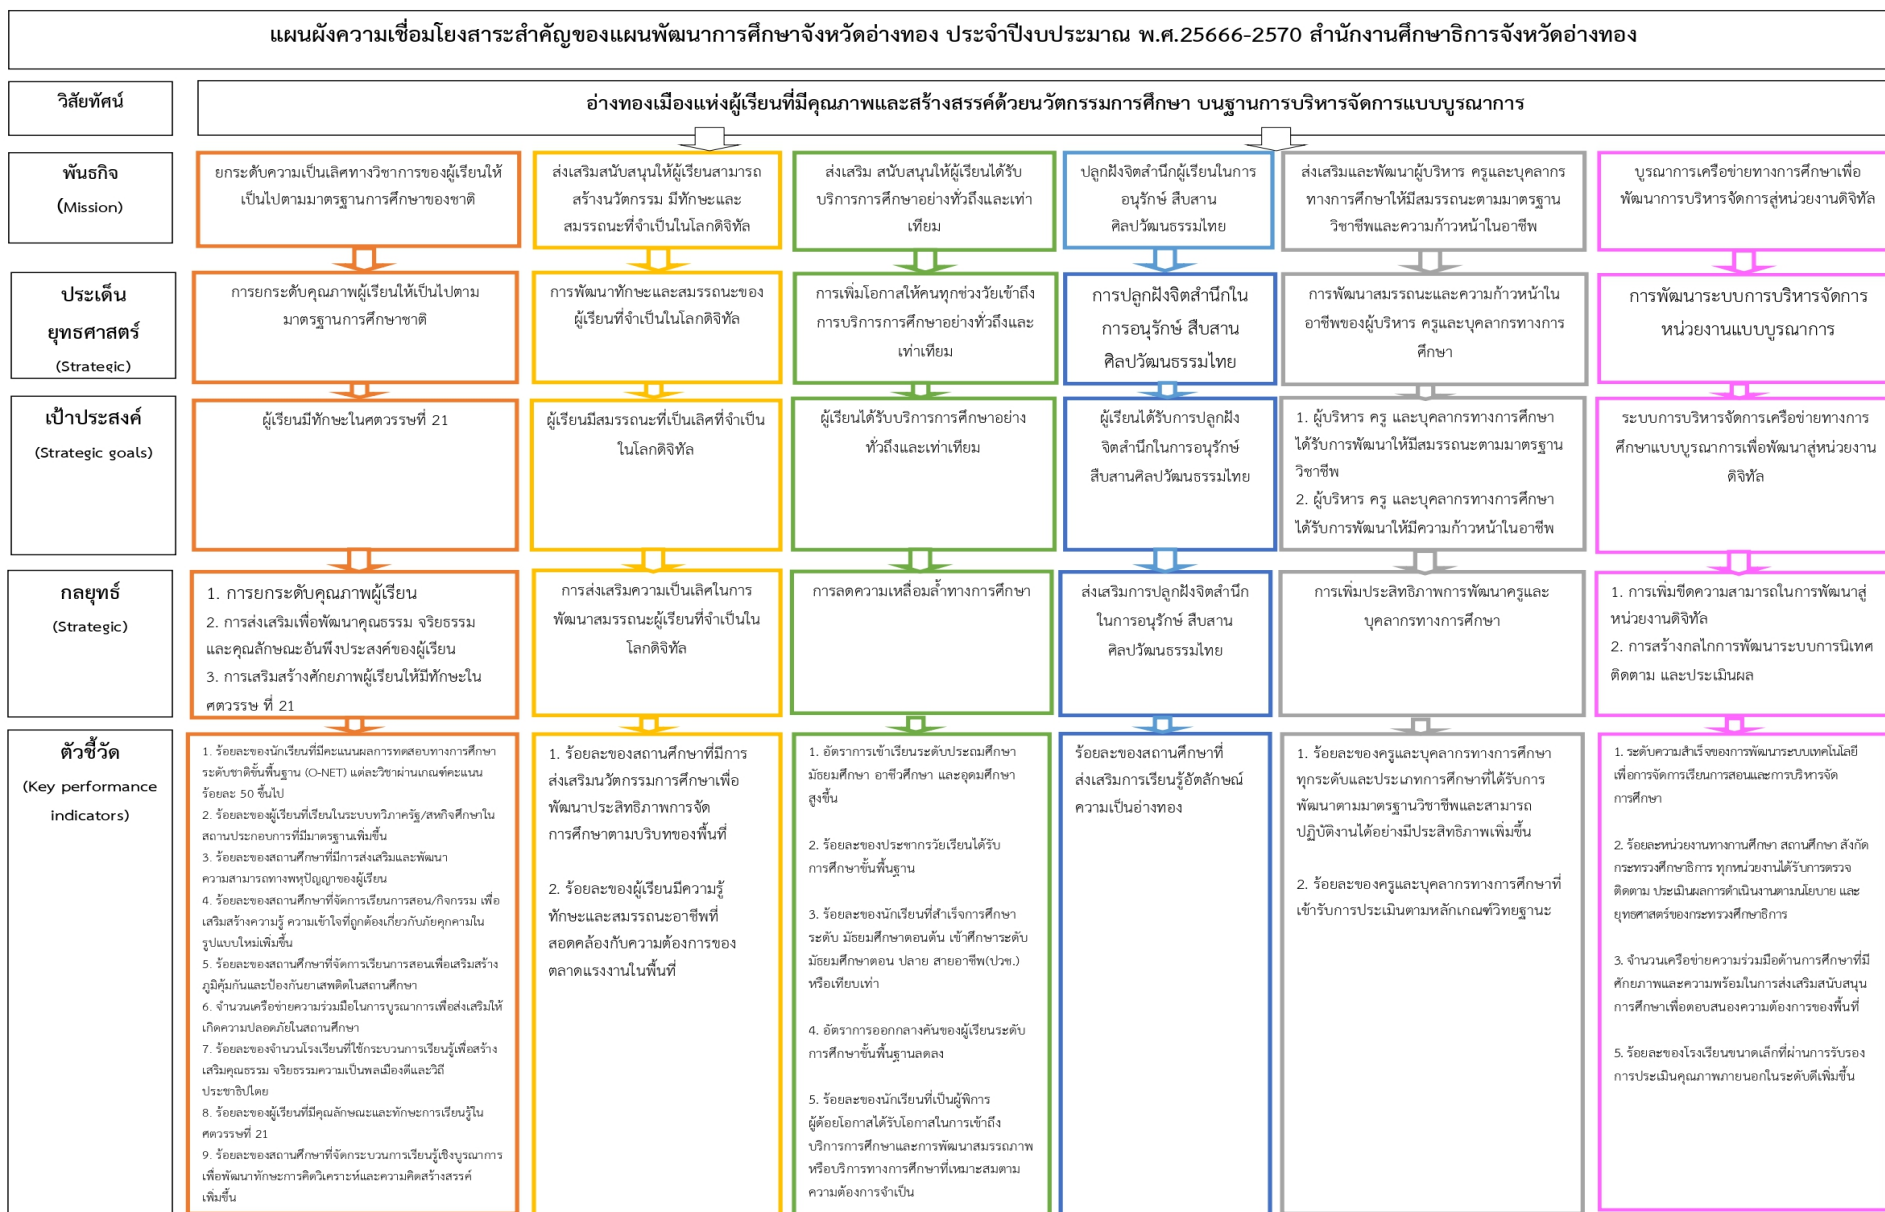 แผนผังความเชื่อมโยงสาระสำคัญของแผนพัฒนาการศึกษาจังหวัดอ่างทอง ประจำปีงบประมาณ พ.ศ.25666-2570 สำนักงานศึกษาธิการจังหวัดอ่างทอง
วิสัยทัศน์
อ่างทองเมืองแห่งผู้เรียนที่มีคุณภาพและสร้างสรรค์ด้วยนวัตกรรมการศึกษา บนฐานการบริหารจัดการแบบบูรณาการ
พันธกิจ
(Mission)
ยกระดับความเป็นเลิศทางวิชาการของผู้เรียนให้
เป็นไปตามมาตรฐานการศึกษาของชาติ
ส่งเสริมสนับสนุนให้ผู้เรียนสามารถ
สร้างนวัตกรรม มีทักษะและ
สมรรถนะที่จำเป็นในโลกดิจิทัล
ส่งเสริม สนับสนุนให้ผู้เรียนได้รับ
บริการการศึกษาอย่างทั่วถึงและเท่า
เทียม
ปลูกฝังจิตสำนึกผู้เรียนในการ
อนุรักษ์ สืบสาน
ศิลปวัฒนธรรมไทย
ส่งเสริมและพัฒนาผู้บริหาร ครูและบุคลากร
ทางการศึกษาให้มีสมรรถนะตามมาตรฐาน
วิชาชีพและความก้าวหน้าในอาชีพ
บูรณาการเครือข่ายทางการศึกษาเพื่อ
พัฒนาการบริหารจัดการสู่หน่วยงานดิจิทัล
ประเด็น
ยุทธศาสตร์
(Strategic)
การยกระดับคุณภาพผู้เรียนให้เป็นไปตาม
มาตรฐานการศึกษาชาติ
การพัฒนาทักษะและสมรรถนะของ
ผู้เรียนที่จำเป็นในโลกดิจิทัล
การเพิ่มโอกาสให้คนทุกช่วงวัยเข้าถึง
การบริการการศึกษาอย่างทั่วถึงและ
เท่าเทียม
การปลูกฝังจิตสำนึกใน
การอนุรักษ์ สืบสาน
ศิลปวัฒนธรรมไทย
การพัฒนาสมรรถนะและความก้าวหน้าใน
อาชีพของผู้บริหาร ครูและบุคลากรทางการ
ศึกษา
การพัฒนาระบบการบริหารจัดการ
หน่วยงานแบบบูรณาการ
เป้าประสงค์
(Strategic goals)
ผู้เรียนมีทักษะในศตวรรษที่ 21
ผู้เรียนมีสมรรถนะที่เป็นเลิศที่จำเป็น
ในโลกดิจิทัล
ผู้เรียนได้รับบริการการศึกษาอย่าง
ทั่วถึงและเท่าเทียม
ผู้เรียนได้รับการปลูกฝัง
จิตสำนึกในการอนุรักษ์
สืบสานศิลปวัฒนธรรมไทย
1. ผู้บริหาร ครู และบุคลากรทางการศึกษา
ได้รับการพัฒนาให้มีสมรรถนะตามมาตรฐาน
วิชาชีพ
2. ผู้บริหาร ครู และบุคลากรทางการศึกษา
ได้รับการพัฒนาให้มีความก้าวหน้าในอาชีพ
ระบบการบริหารจัดการเครือข่ายทางการ
ศึกษาแบบบูรณาการเพื่อพัฒนาสู่หน่วยงาน
ดิจิทัล
กลยุทธ์
(Strategic)
1. การยกระดับคุณภาพผู้เรียน
2. การส่งเสริมเพื่อพัฒนาคุณธรรม จริยธรรม
และคุณลักษณะอันพึงประสงค์ของผู้เรียน
3. การเสริมสร้างศักยภาพผู้เรียนให้มีทักษะใน
ศตวรรษ ที่ 21
การส่งเสริมความเป็นเลิศในการ
พัฒนาสมรรถนะผู้เรียนที่จำเป็นใน
โลกดิจิทัล
การลดความเหลื่อมล้ำทางการศึกษา
ส่งเสริมการปลูกฝังจิตสำนึก
ในการอนุรักษ์ สืบสาน
ศิลปวัฒนธรรมไทย
การเพิ่มประสิทธิภาพการพัฒนาครูและ
บุคลากรทางการศึกษา
1. การเพิ่มขีดความสามารถในการพัฒนาสู่
หน่วยงานดิจิทัล
2. การสร้างกลไกการพัฒนาระบบการนิเทศ
ติดตาม และประเมินผล
ตัวชี้วัด
(Key performance
indicators)
1. ร้อยละของนักเรียนที่มีคะแนนผลการทดสอบทางการศึกษา
ระดับชาติขั้นพื้นฐาน (O-NET) แต่ละวิชาผ่านเกณฑ์คะแนน
ร้อยละ 50 ขึ้นไป
2. ร้อยละของผู้เรียนที่เรียนในระบบทวิภาครัฐ/สหกิจศึกษาใน
สถานประกอบการที่มีมาตรฐานเพิ่มขึ้น
3. ร้อยละของสถานศึกษาที่มีการส่งเสริมและพัฒนา
ความสามารถทางพหุปัญญาของผู้เรียน
4. ร้อยละของสถานศึกษาที่จัดการเรียนการสอน/กิจกรรม เพื่อ
เสริมสร้างความรู้ ความเข้าใจที่ถูกต้องเกี่ยวกับภัยคุกคามใน
รูปแบบใหม่เพิ่มขึ้น
5. ร้อยละของสถานศึกษาที่จัดการเรียนการสอนเพื่อเสริมสร้าง
ภูมิคุ้มกันและป้องกันยาเสพติดในสถานศึกษา
6. จำนวนเครือข่ายความร่วมมือในการบูรณาการเพื่อส่งเสริมให้
เกิดความปลอดภัยในสถานศึกษา
7. ร้อยละของจำนวนโรงเรียนที่ใช้กระบวนการเรียนรู้เพื่อสร้าง
เสริมคุณธรรม จริยธรรมความเป็นพลเมืองดีและวิถี
ประชาธิปไตย
8. ร้อยละของผู้เรียนที่มีคุณลักษณะและทักษะการเรียนรู้ใน
ศตวรรษที่ 21
9. ร้อยละของสถานศึกษาที่จัดกระบวนการเรียนรู้เชิงบูรณาการ
เพื่อพัฒนาทักษะการคิดวิเคราะห์และความคิดสร้างสรรค์
เพิ่มขึ้น
1. ร้อยละของสถานศึกษาที่มีการ
ส่งเสริมนวัตกรรมการศึกษาเพื่อ
พัฒนาประสิทธิภาพการจัด
การศึกษาตามบริบทของพื้นที่
2. ร้อยละของผู้เรียนมีความรู้
ทักษะและสมรรถนะอาชีพที่
สอดคล้องกับความต้องการของ
ตลาดแรงงานในพื้นที่
1. อัตราการเข้าเรียนระดับประถมศึกษา
มัธยมศึกษา อาชีวศึกษา และอุดมศึกษา
สูงขึ้น
2. ร้อยละของประชากรวัยเรียนได้รับ
การศึกษาขั้นพื้นฐาน
3. ร้อยละของนักเรียนที่สำเร็จการศึกษา
ระดับ มัธยมศึกษาตอนต้น เข้าศึกษาระดับ
มัธยมศึกษาตอน ปลาย สายอาชีพ(ปวช.)
หรือเทียบเท่า
4. อัตราการออกกลางคันของผู้เรียนระดับ
การศึกษาขั้นพื้นฐานลดลง
5. ร้อยละของนักเรียนที่เป็นผู้พิการ
ผู้ด้อยโอกาสได้รับโอกาสในการเข้าถึง
บริการการศึกษาและการพัฒนาสมรรถภาพ
หรือบริการทางการศึกษาที่เหมาะสมตาม
ความต้องการจำเป็น
ร้อยละของสถานศึกษาที่
ส่งเสริมการเรียนรู้อัตลักษณ์
ความเป็นอ่างทอง
1. ร้อยละของครูและบุคลากรทางการศึกษา
ทุกระดับและประเภทการศึกษาที่ได้รับการ
พัฒนาตามมาตรฐานวิชาชีพและสามารถ
ปฏิบัติงานได้อย่างมีประสิทธิภาพเพิ่มขึ้น
2. ร้อยละของครูและบุคลากรทางการศึกษาที่
เข้ารับการประเมินตามหลักเกณฑ์วิทยฐานะ
1. ระดับความสำเร็จของการพัฒนาระบบเทคโนโลยี
เพื่อการจัดการเรียนการสอนและการบริหารจัด
การศึกษา
2. ร้อยละหน่วยงานทางกานศึกษา สถานศึกษา สังกัด
กระทรวงศึกษาธิการ ทุกหน่วยงานได้รับการตรวจ
ติดตาม ประเมินผลการดำเนินงานตามนโยบาย และ
ยุทธศาสตร์ของกระทรวงศึกษาธิการ
3. จำนวนเครือข่ายความร่วมมือด้านการศึกษาที่มี
ศักยภาพและความพร้อมในการส่งเสริมสนับสนุน
การศึกษาเพื่อตอบสนองความต้องการของพื้นที่
5. ร้อยละของโรงเรียนขนาดเล็กที่ผ่านการรับรอง
การประเมินคุณภาพภายนอกในระดับดีเพิ่มขึ้น